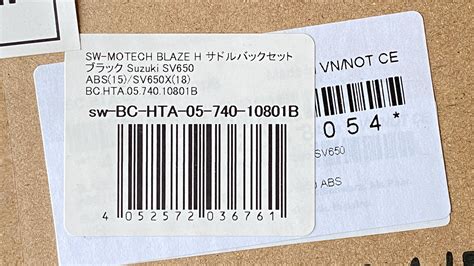 SW-MOTECH BLAZE H サドルバックセット
ブラック Suzuki SV650
ABS(15)/SV650X(18)
BC.HTA.05.740.10801B
sw-BC-HTA-05-740-10801B
4 052572 036761
VN/NOT CE
054*
SV650
ABS